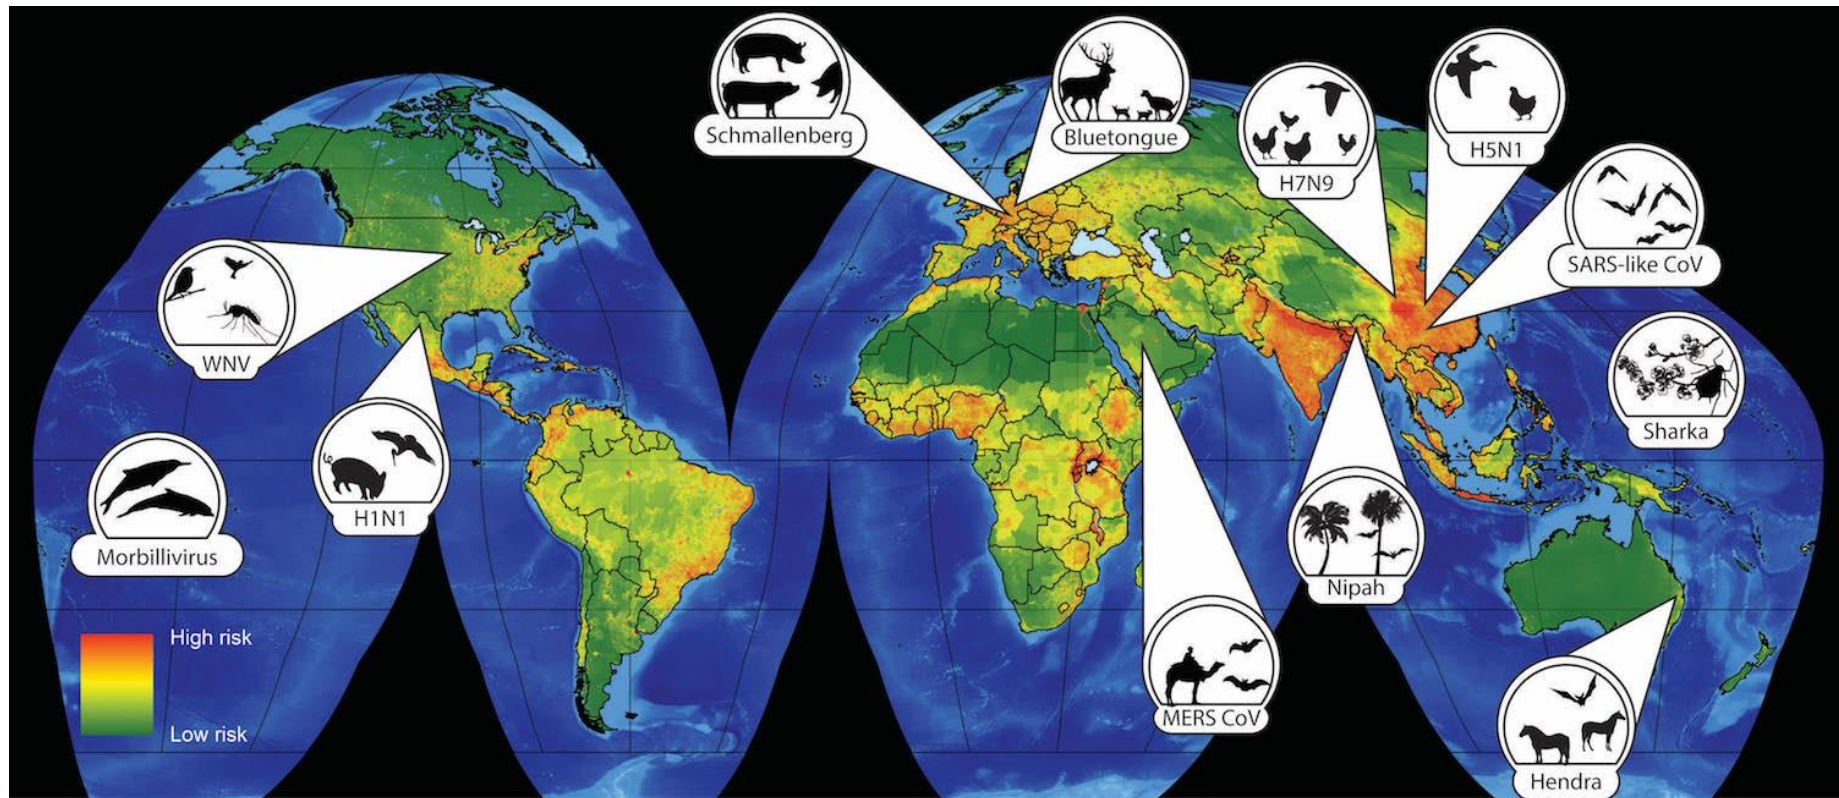 Schmallenberg
Bluetongue
H7N9
H5N1
SARS-like CoV
WNV
H1N1
Morbillivirus
Sharka
Nipah
MERS CoV
Hendra
High risk
Low risk